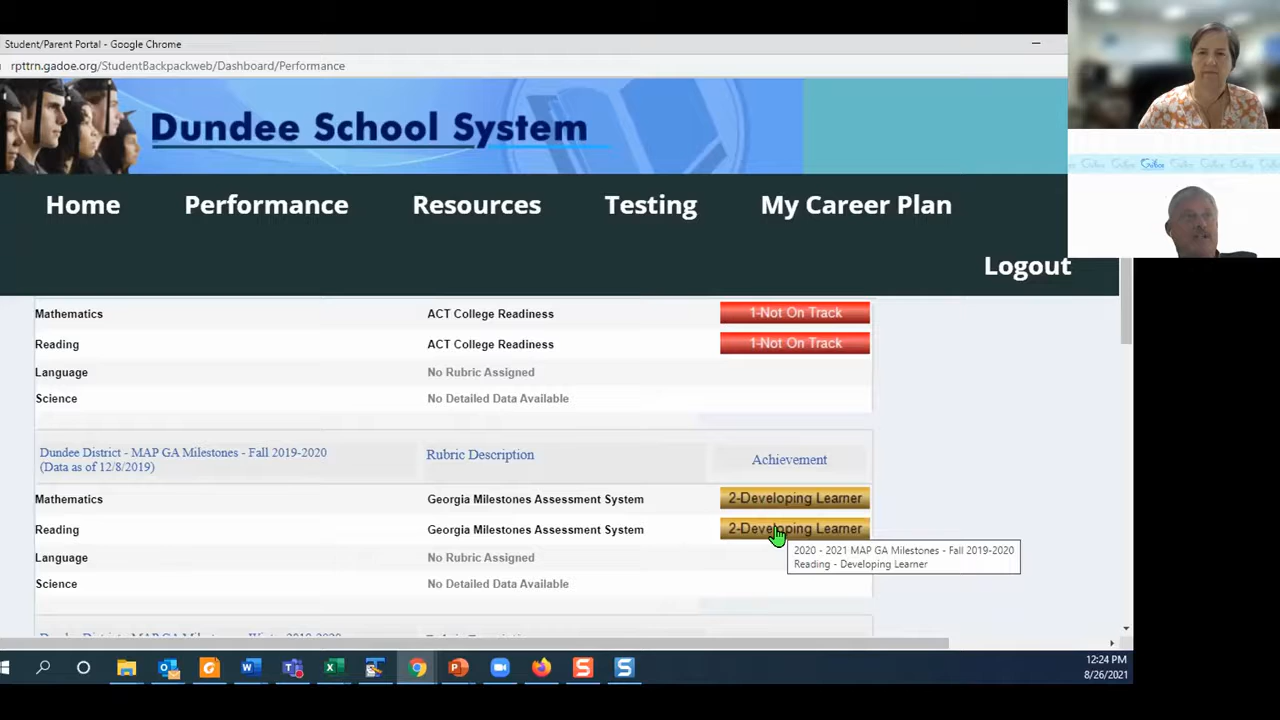 Student/Parent Portal - Google Chrome
rpttrn.gadoe.org/StudentBackpackweb/Dashboard/Performance
Dundee School System
Home Performance Resources Testing My Career Plan
Logout
Mathematics ACT College Readiness 1-Not On Track
Reading ACT College Readiness 1-Not On Track
Language No Rubric Assigned
Science No Detailed Data Available
Dundee District - MAP GA Milestones - Fall 2019-2020
(Data as of 12/8/2019)
Rubric Description
Achievement
Mathematics Georgia Milestones Assessment System 2-Developing Learner
Reading Georgia Milestones Assessment System 2-Developing Learner
2020 - 2021 MAP GA Milestones - Fall 2019-2020
Reading - Developing Learner
Language No Rubric Assigned
Science No Detailed Data Available
12:24 PM
8/26/2021